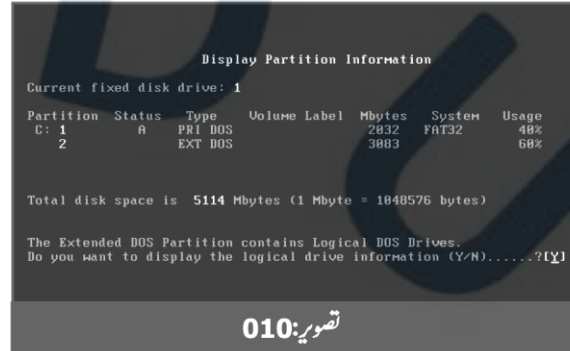 Display Partition Information
Current fixed disk drive: 1
Partition Status Type Volume Label Mbytes System Usage
C: 1 A PRI DOS 2032 FAT32 40%
2 EXT DOS 3083 60%
Total disk space is 5114 Mbytes (1 Mbyte = 1048576 bytes)
The Extended DOS Partition contains Logical DOS Drives.
Do you want to display the logical drive information (Y/N)......?[Y]
تصویر:010